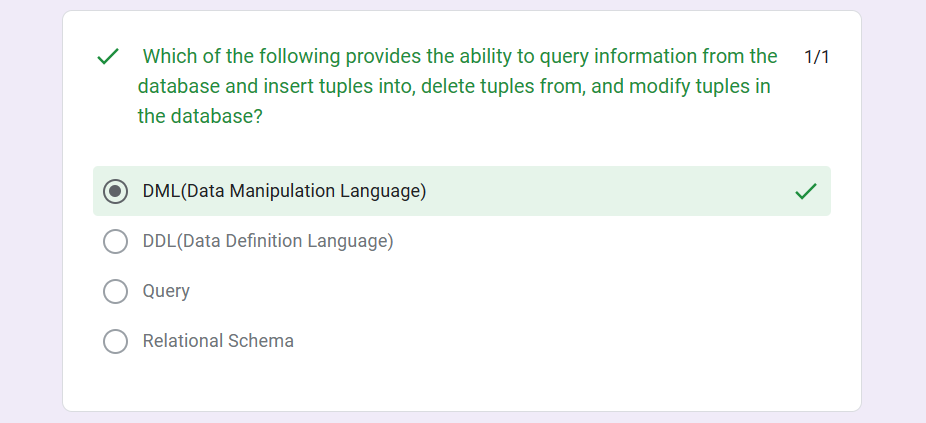 Which of the following provides the ability to query information from the 1/1
database and insert tuples into, delete tuples from, and modify tuples in
the database?
DML(Data Manipulation Language)
DDL(Data Definition Language)
Query
Relational Schema